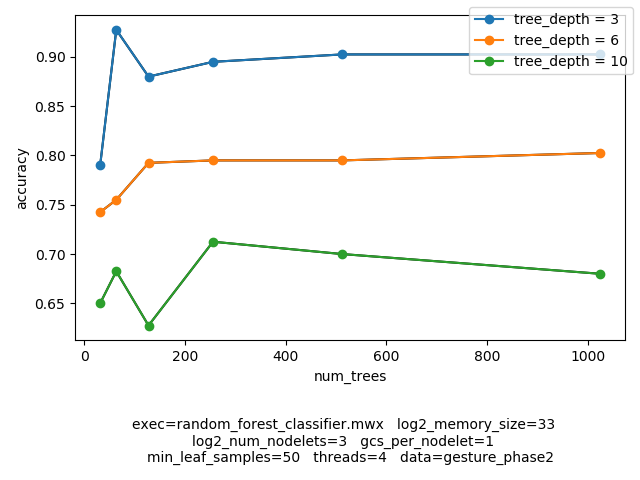 tree_depth = 3
tree_depth = 6
tree_depth = 10
0.90
0.85
0.80
0.75
0.70
0.65
accuracy
0 200 400 600 800 1000
num_trees
exec=random_forest_classifier.mwx log2_memory_size=33
log2_num_nodelets=3 gcs_per_nodelet=1
min_leaf_samples=50 threads=4 data=gesture_phase2